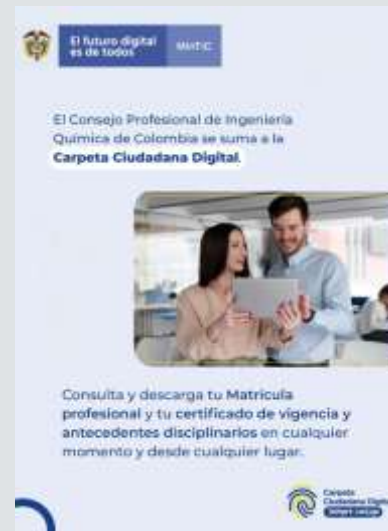 El futuro digital
es de todos
MinTIC
El Consejo Profesional de Ingeniería
Química de Colombia se suma a la
Carpeta Ciudadana Digital.
Consulta y descarga tu Matrícula
profesional y tu certificado de vigencia y
antecedentes disciplinarios en cualquier
momento y desde cualquier lugar.
Carpeta
Ciudadana Digital